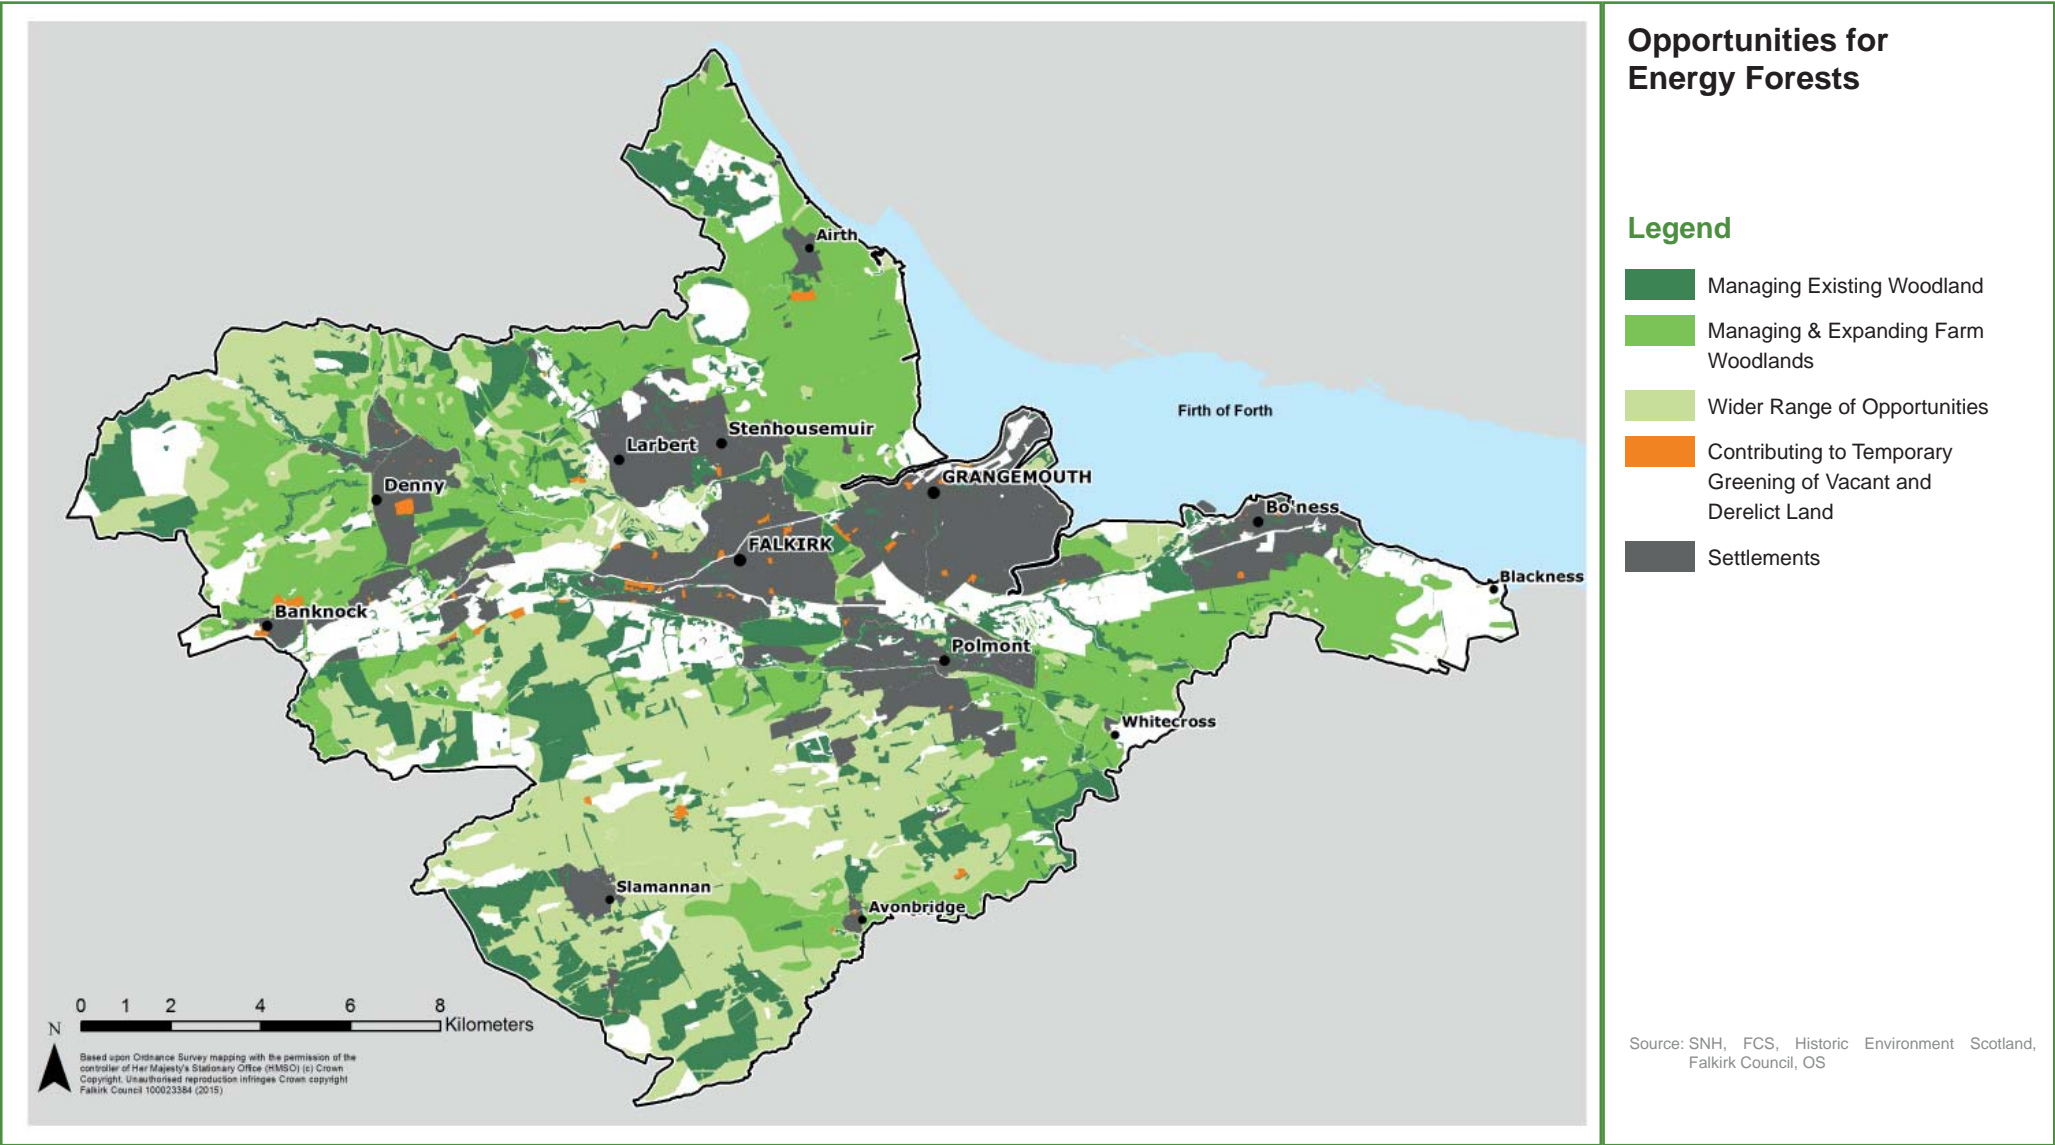 Opportunities for
Energy Forests
Legend
Managing Existing Woodland
Managing & Expanding Farm
Woodlands
Wider Range of Opportunities
Contributing to Temporary
Greening of Vacant and
Derelict Land
Settlements
Airth
Firth of Forth
Stenhousemuir
Larbert
GRANGEMOUTH
Denny
Bo'ness
FALKIRK
Blackness
Banknock
Polmont
Whitecross
Slamannan
Avonbridge
0 1 2 4 6 8
Kilometers
N
Based upon Ordnance Survey mapping with the permission of the
controller of Her Majesty's Stationary Office (HMSO) (c) Crown
Copyright. Unauthorised reproduction infringes Crown copyright
Falkirk Council 100023384 (2015)
Source: SNH, FCS, Historic Environment Scotland,
Falkirk Council, OS